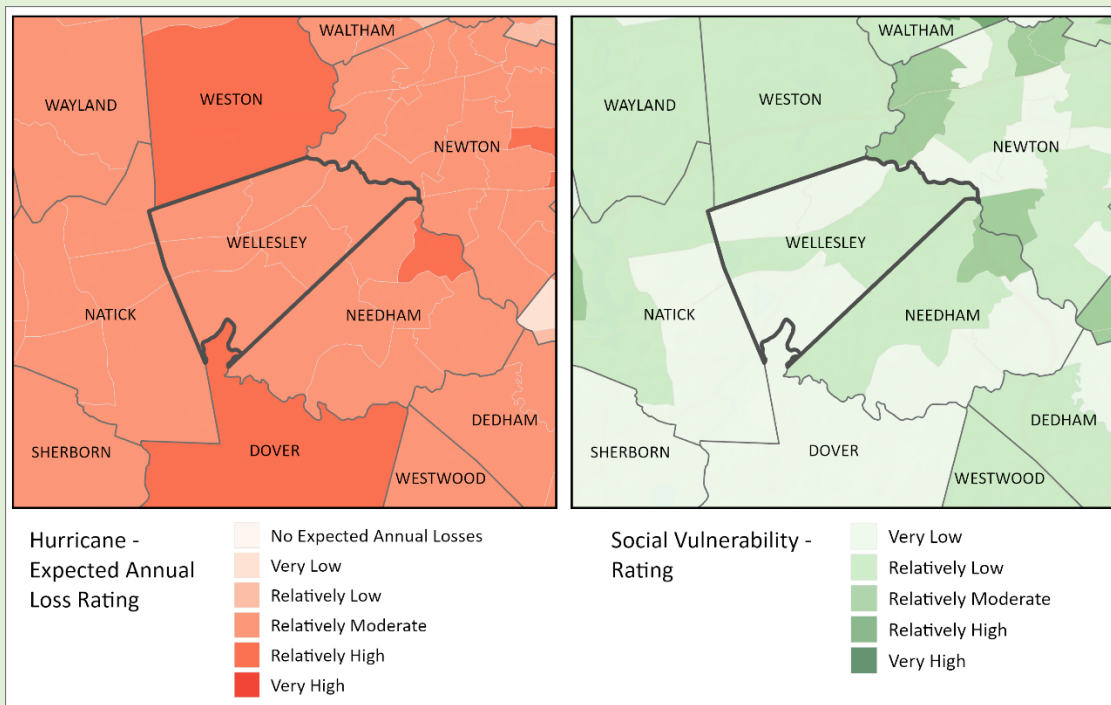 WALTHAM
WAYLAND
WESTON
NEWTON
WELLESLEY
NATICK
NEEDHAM
DEDHAM
SHERBORN
DOVER
WESTWOOD
WALTHAM
WAYLAND
WESTON
NEWTON
WELLESLEY
NATICK
NEEDHAM
DEDHAM
SHERBORN
DOVER
WESTWOOD
Hurricane -
Expected Annual
Loss Rating
No Expected Annual Losses
Very Low
Relatively Low
Relatively Moderate
Relatively High
Very High
Social Vulnerability -
Rating
Very Low
Relatively Low
Relatively Moderate
Relatively High
Very High